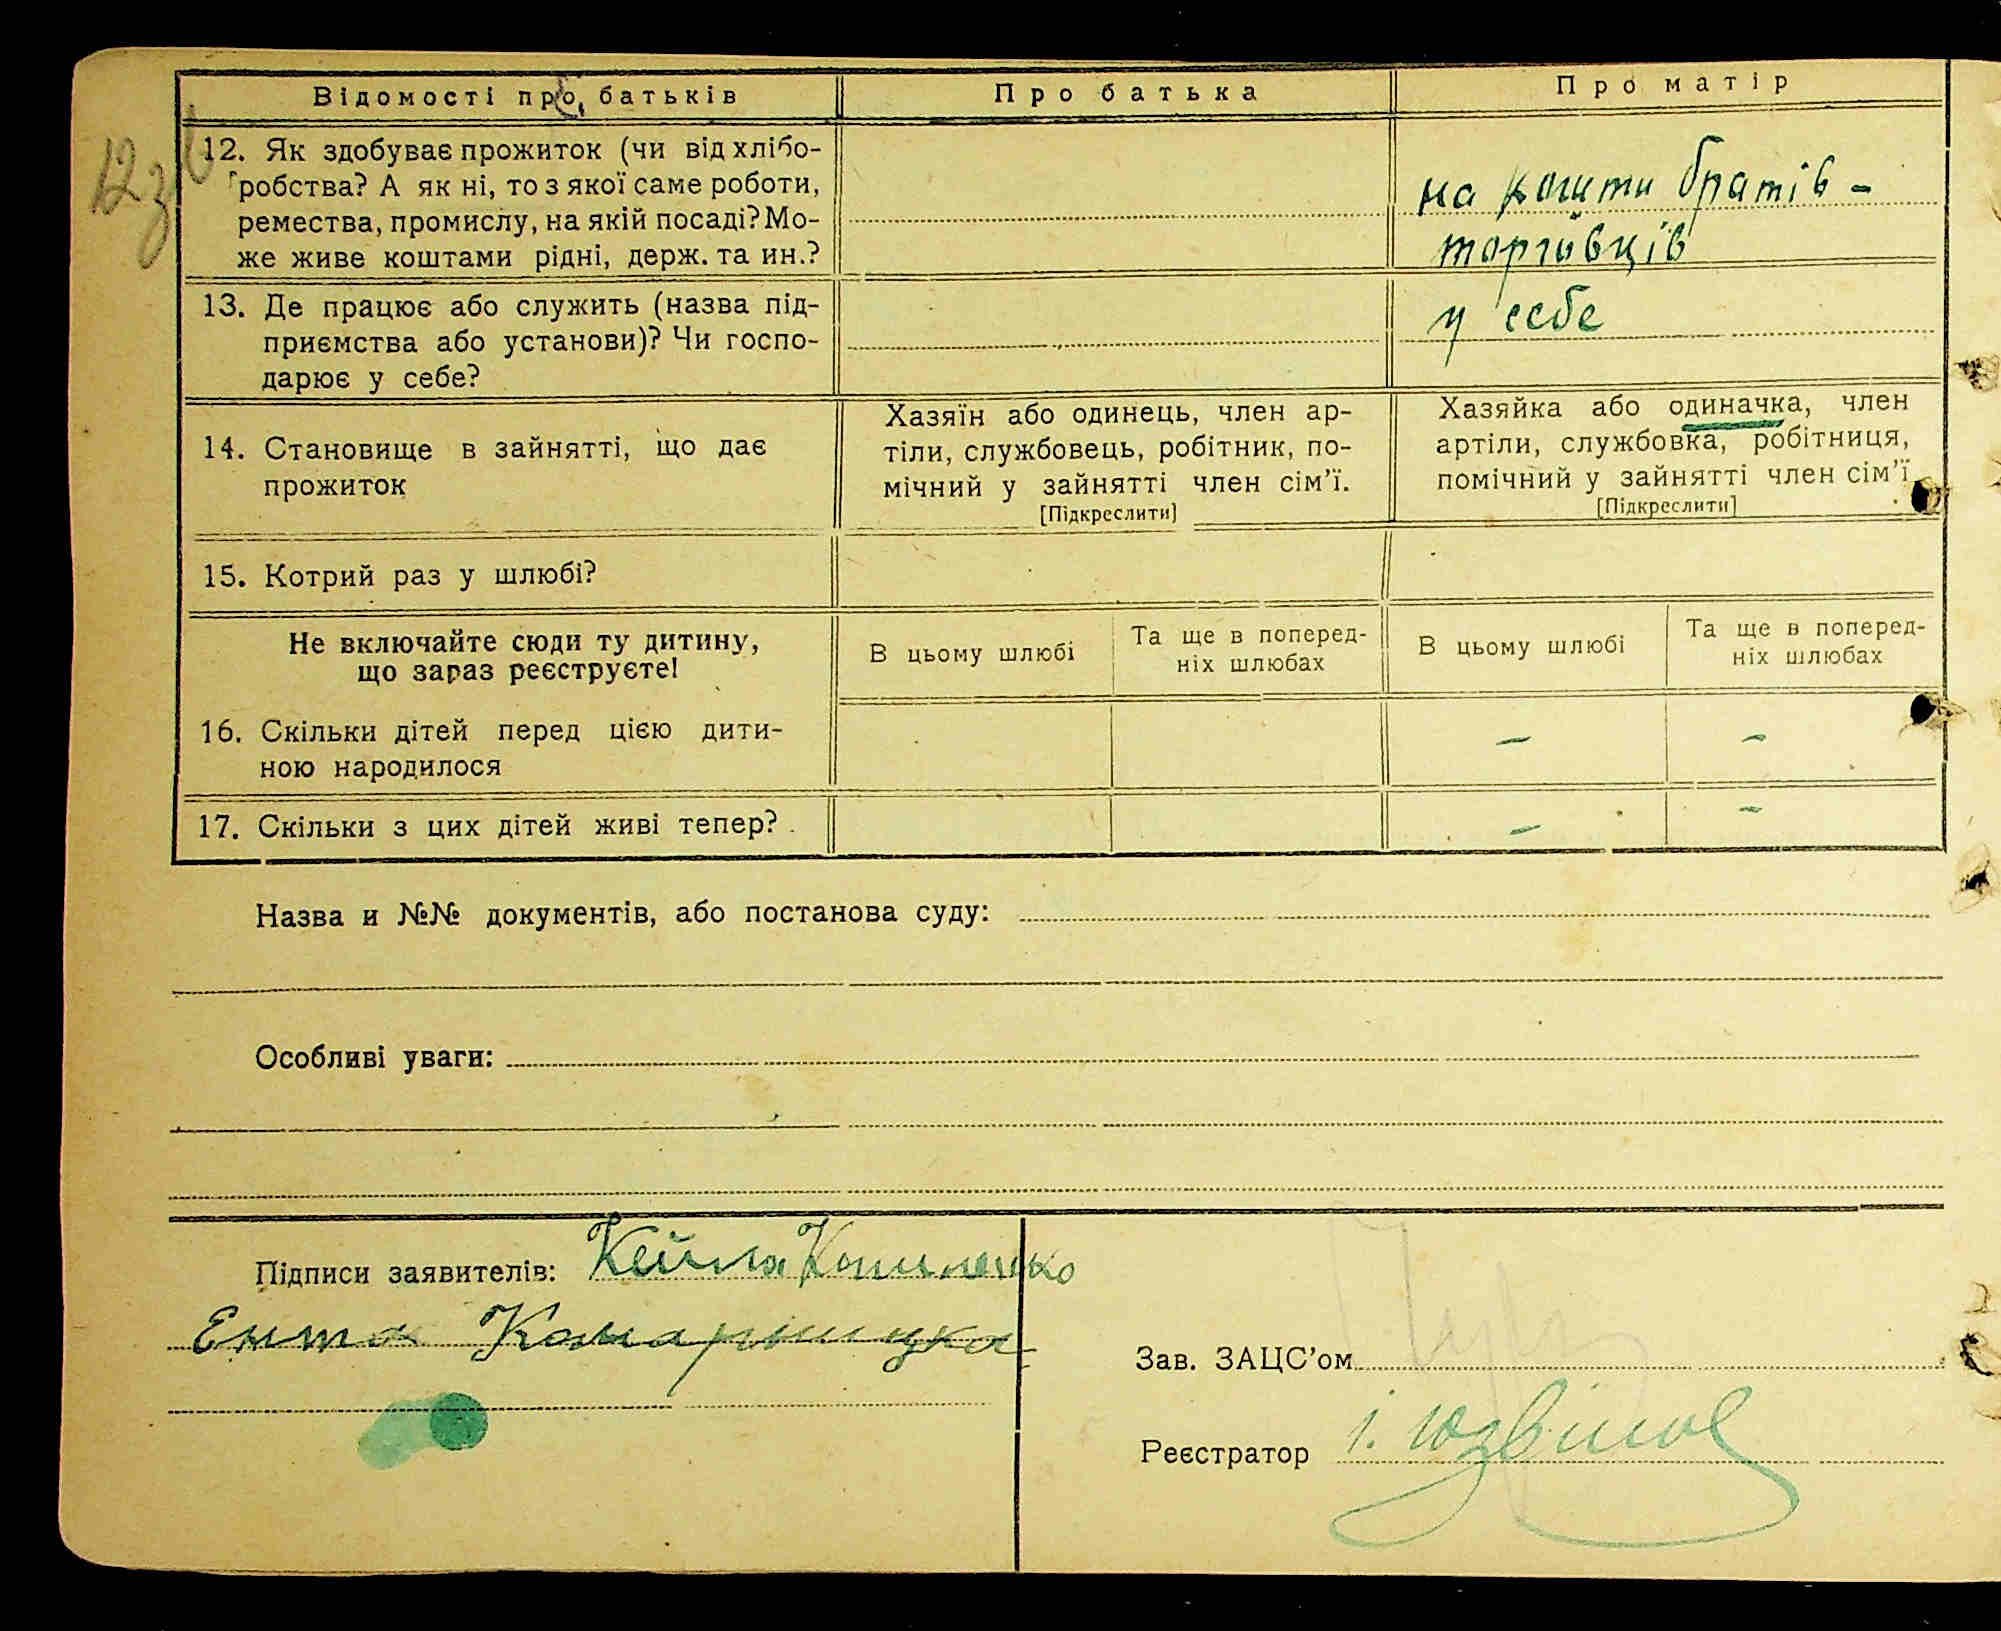 Відомості про батьків
Про батька
Про матір
12. Як здобуває прожиток (чи від хлібо-
робства? А як ні, то з якої саме роботи,
ремества, промислу, на якій посаді? Мо-
же живе коштами рідні, держ. та ин.?
на кошти братів -
торгівців
13. Де працює або служить (назва під-
приємства або установи)? Чи госпо-
дарює у себе?
у себе
14. Становище в зайнятті, що дає
прожиток
Хазяїн або одинець, член ар-
тіли, службовець, робітник, по-
мічний у зайнятті член сім’ї.
[Підкреслити]
Хазяйка або одиначка, член
артіли, службовка, робітниця,
помічний у зайнятті член сім’ї
[Підкреслити]
15. Котрий раз у шлюбі?
Не включайте сюди ту дитину,
що зараз реєструєте!
В цьому шлюбі
Та ще в поперед-
ніх шлюбах
В цьому шлюбі
Та ще в поперед-
ніх шлюбах
16. Скільки дітей перед цією дити-
ною народилося
– –
17. Скільки з цих дітей живі тепер?
– –
Назва и №№ документів, або постанова суду:
Особливі уваги:
Підписи заявителів: Кейла
Ента
Зав. ЗАЦС’ом
Реєстратор І.